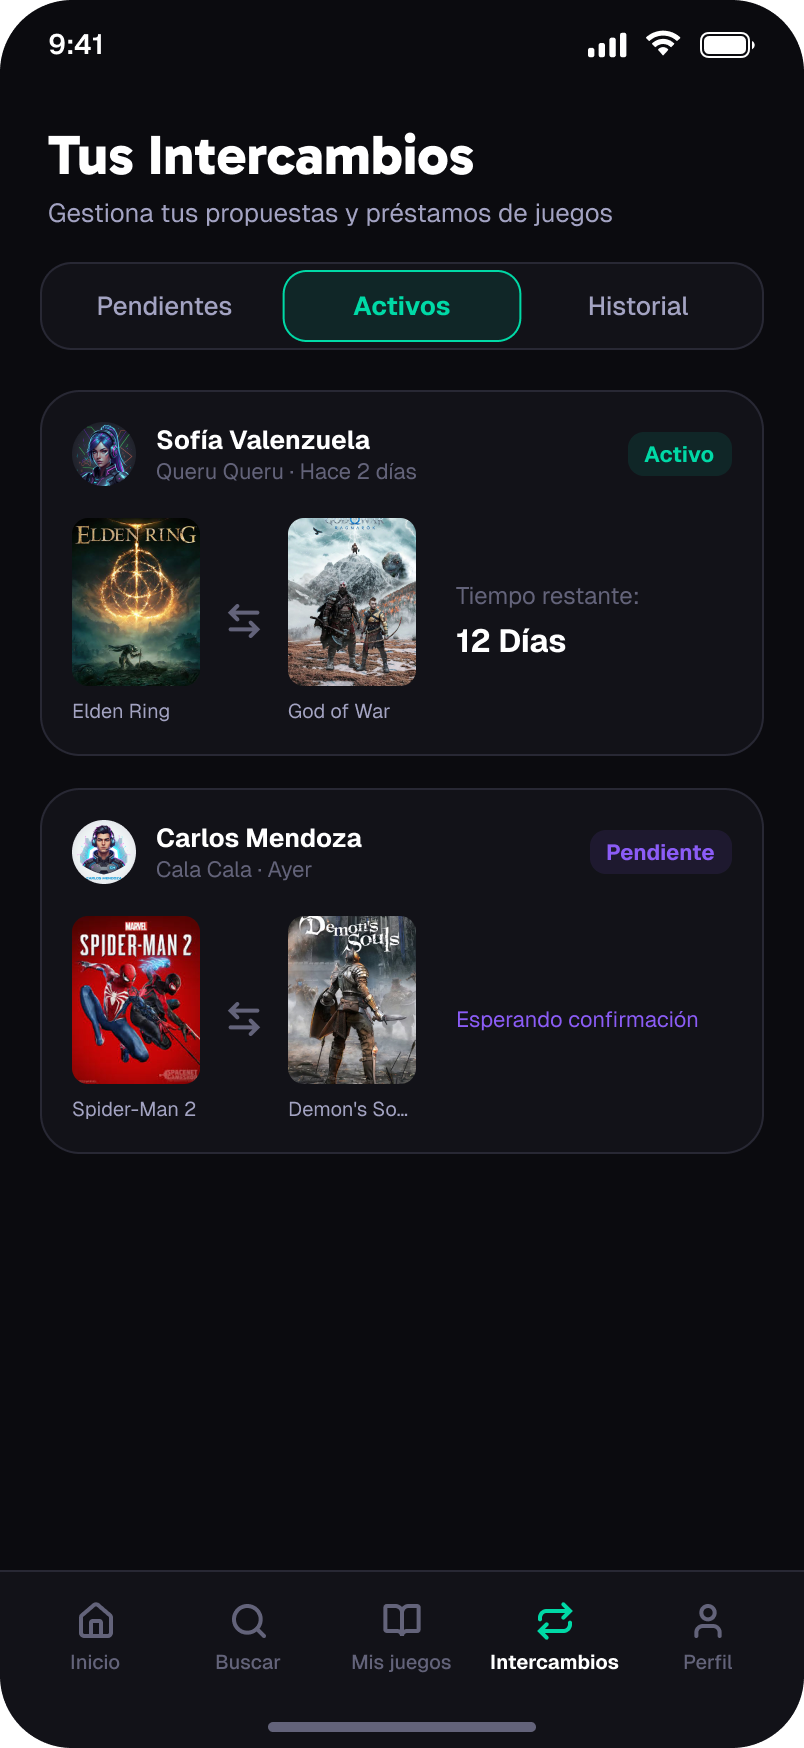 9:41
Tus Intercambios
Gestiona tus propuestas y préstamos de juegos
Pendientes
Activos
Historial
Sofía Valenzuela
Queru Queru · Hace 2 días
Activo
ELDEN RING
RAGNARÖK
Tiempo restante:
12 Días
Elden Ring
God of War
Carlos Mendoza
Cala Cala · Ayer
Pendiente
MARVEL
SPIDER-MAN 2
Demon's
Souls
Esperando confirmación
Spider-Man 2
Demon's So...
Inicio
Buscar
Mis juegos
Intercambios
Perfil